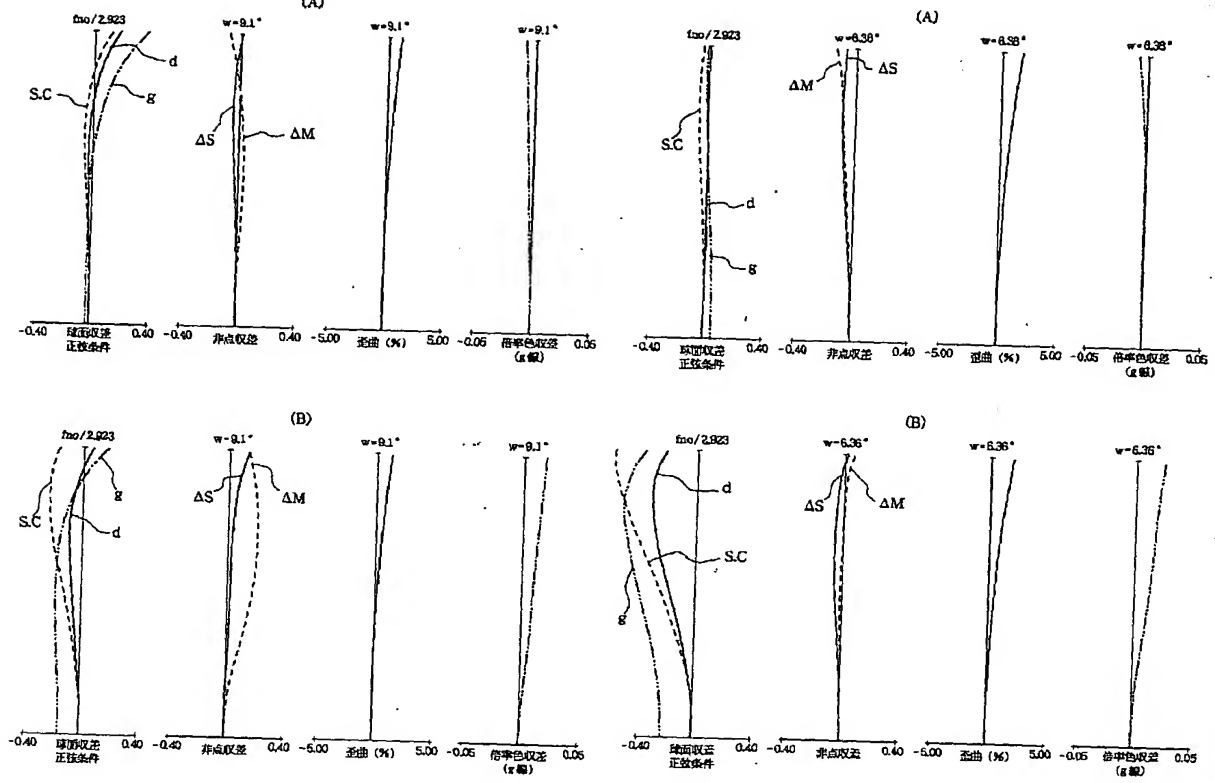 (A)
fno/2.923
w=9.1°
w=9.1°
w=9.1°
d
g
S.C
ΔS
ΔM
-0.40
0.40
球面収差
正弦条件
-0.40
0.40
非点収差
-5.00
5.00
歪曲 (%)
-0.05
0.05
倍率色収差
(g線)
(A)
fno/2.923
w=6.36°
w=6.36°
w=6.36°
ΔM
ΔS
S.C
d
g
-0.40
0.40
球面収差
正弦条件
-0.40
0.40
非点収差
-5.00
5.00
歪曲 (%)
-0.05
0.05
倍率色収差
(g線)
(B)
fno/2.923
w=9.1°
w=9.1°
w=9.1°
g
S.C
d
ΔS
ΔM
-0.40
0.40
球面収差
正弦条件
-0.40
0.40
非点収差
-5.00
5.00
歪曲 (%)
-0.05
0.05
倍率色収差
(g線)
(B)
fno/2.923
w=6.36°
w=6.36°
w=6.36°
d
S.C
g
ΔS
ΔM
-0.40
0.40
球面収差
正弦条件
-0.40
0.40
非点収差
-5.00
5.00
歪曲 (%)
-0.05
0.05
倍率色収差
(g線)